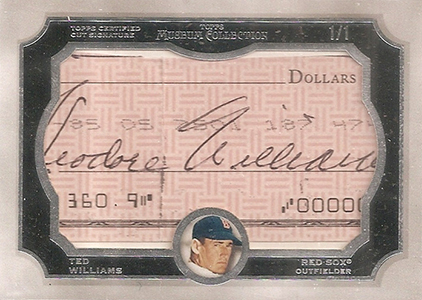 TOPPS CERTIFIED
CUT SIGNATURE
TOPPS
MUSEUM COLLECTION
1/1
DOLLARS
Theodore Williams
360.9
00000
TED
WILLIAMS
RED SOX®
OUTFIELDER